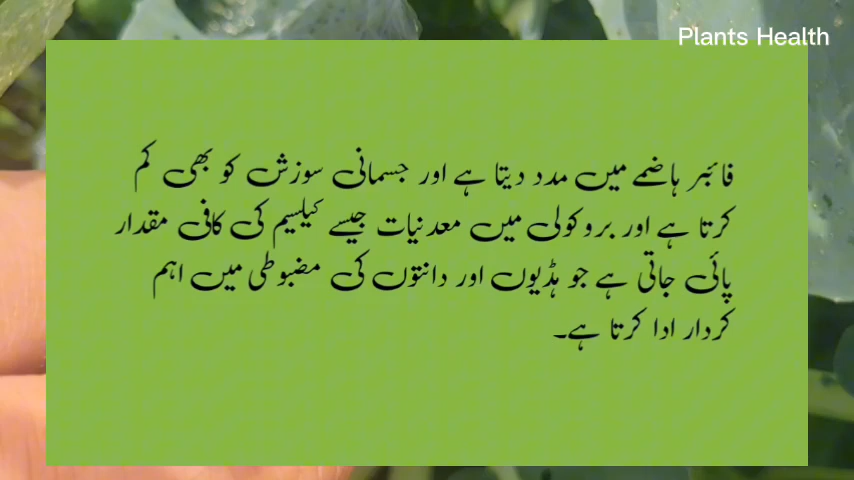 Plants Health
فائبر ہاضمے میں مدد دیتا ہے اور جسمانی سوزش کو بھی کم
کرتا ہے اور بروکولی میں معدنیات جیسے کیلسیم کی کافی مقدار
پائی جاتی ہے جو ہڈیوں اور دانتوں کی مضبوطی میں اہم
کردار ادا کرتا ہے۔